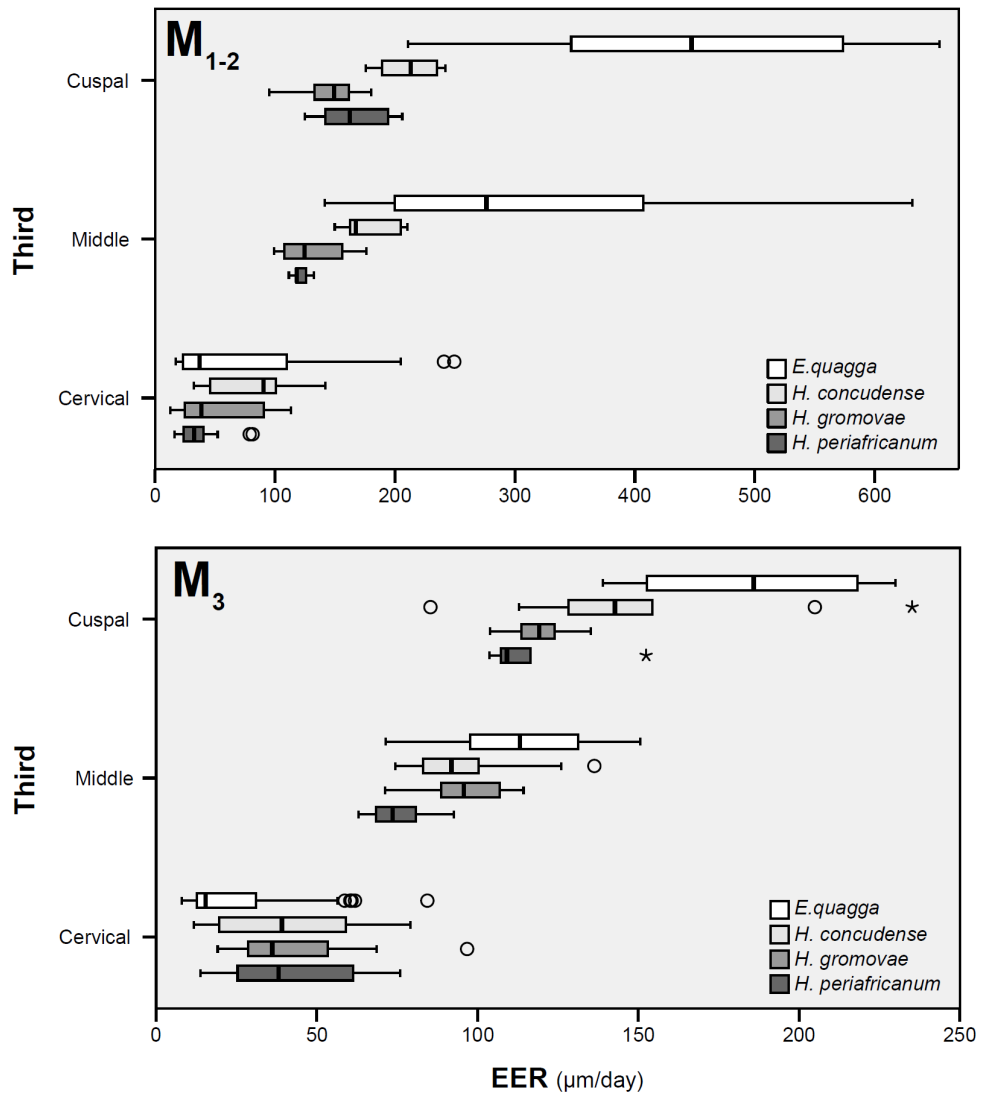 M1-2
Cuspal
Middle
Cervical
Third
E.quagga
H. concudense
H. gromovae
H. periafricanum
0 100 200 300 400 500 600
M3
Cuspal
Middle
Cervical
Third
E.quagga
H. concudense
H. gromovae
H. periafricanum
0 50 100 150 200 250
EER (µm/day)